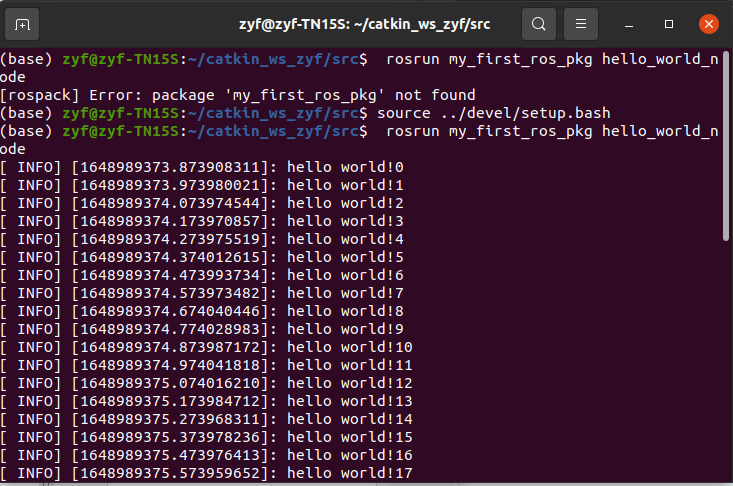 zyf@zyf-TN15S: ~/catkin_ws_zyf/src
(base) zyf@zyf-TN15S:~/catkin_ws_zyf/src$  rosrun my_first_ros_pkg hello_world_n
ode
[rospack] Error: package 'my_first_ros_pkg' not found
(base) zyf@zyf-TN15S:~/catkin_ws_zyf/src$ source ../devel/setup.bash
(base) zyf@zyf-TN15S:~/catkin_ws_zyf/src$  rosrun my_first_ros_pkg hello_world_n
ode
[ INFO] [1648989373.873908311]: hello world!0
[ INFO] [1648989373.973980021]: hello world!1
[ INFO] [1648989374.073974544]: hello world!2
[ INFO] [1648989374.173970857]: hello world!3
[ INFO] [1648989374.273975519]: hello world!4
[ INFO] [1648989374.374012615]: hello world!5
[ INFO] [1648989374.473993734]: hello world!6
[ INFO] [1648989374.573973482]: hello world!7
[ INFO] [1648989374.674040446]: hello world!8
[ INFO] [1648989374.774028983]: hello world!9
[ INFO] [1648989374.873987172]: hello world!10
[ INFO] [1648989374.974041818]: hello world!11
[ INFO] [1648989375.074016210]: hello world!12
[ INFO] [1648989375.173984712]: hello world!13
[ INFO] [1648989375.273968311]: hello world!14
[ INFO] [1648989375.373978236]: hello world!15
[ INFO] [1648989375.473976413]: hello world!16
[ INFO] [1648989375.573959652]: hello world!17